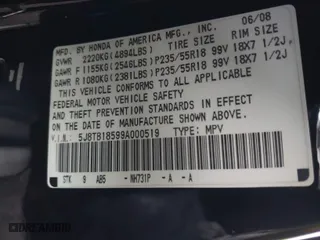 MFD. BY HONDA OF AMERICA MFG., INC. 06/08
GVWR 2220KG(4894LBS) TIRE SIZE RIM SIZE
GAWR F 1155KG(2546LBS) P235/55R18 99V 18X7 1/2J,
GAWR R 1080KG(2381LBS) P235/55R18 99V 18X7 1/2J
THIS VEHICLE CONFORMS TO ALL APPLICABLE
FEDERAL MOTOR VEHICLE SAFETY
AND THEFT PREVENTION STANDARDS IN EFFECT ON
THE DATE OF MANUFACTURE SHOWN ABOVE.
V.I.N.: 5J8TB18599A000519 TYPE: MPV
STK 9 A85 - NH731P - A - A